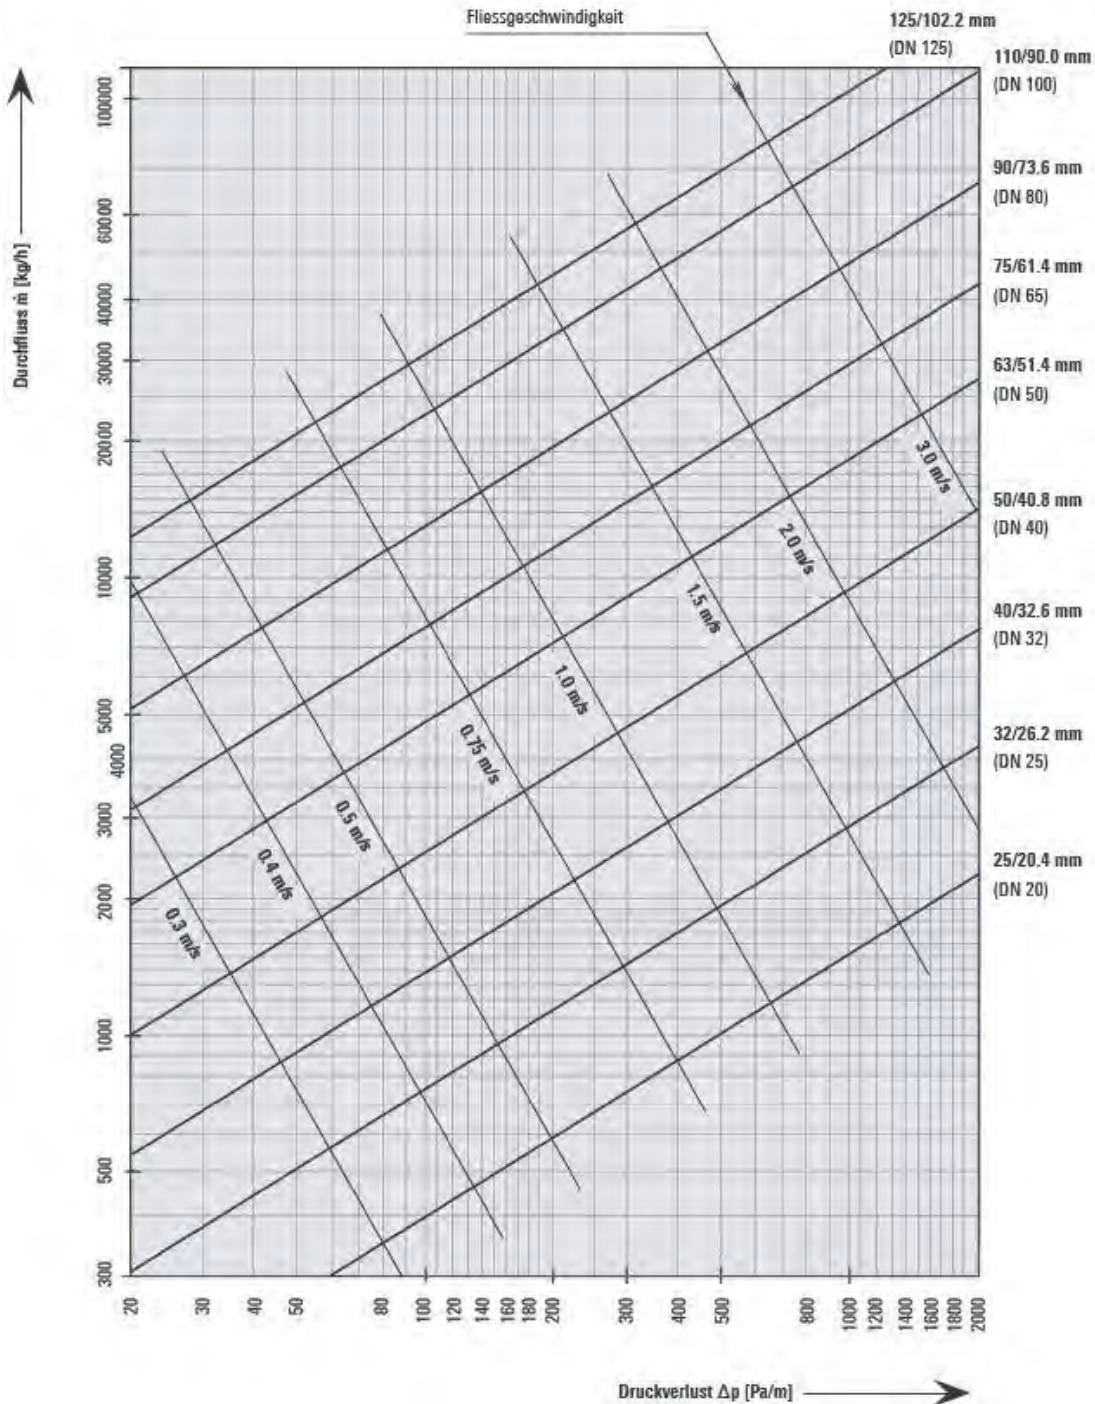 Fliessgeschwindigkeit
125/102.2 mm
(DN 125)
110/90.0 mm
(DN 100)
90/73.6 mm
(DN 80)
75/61.4 mm
(DN 65)
63/51.4 mm
(DN 50)
50/40.8 mm
(DN 40)
40/32.6 mm
(DN 32)
32/26.2 mm
(DN 25)
25/20.4 mm
(DN 20)
Durchfluss ṁ [kg/h]
100000
60000
40000
30000
20000
10000
5000
4000
3000
2000
1000
500
300
3.0 m/s
2.0 m/s
1.5 m/s
1.0 m/s
0.75 m/s
0.5 m/s
0.4 m/s
0.3 m/s
20 30 40 50 80 100 120 140 160 180 200 300 400 500 800 1000 1200 1400 1600 1800 2000
Druckverlust Δp [Pa/m]